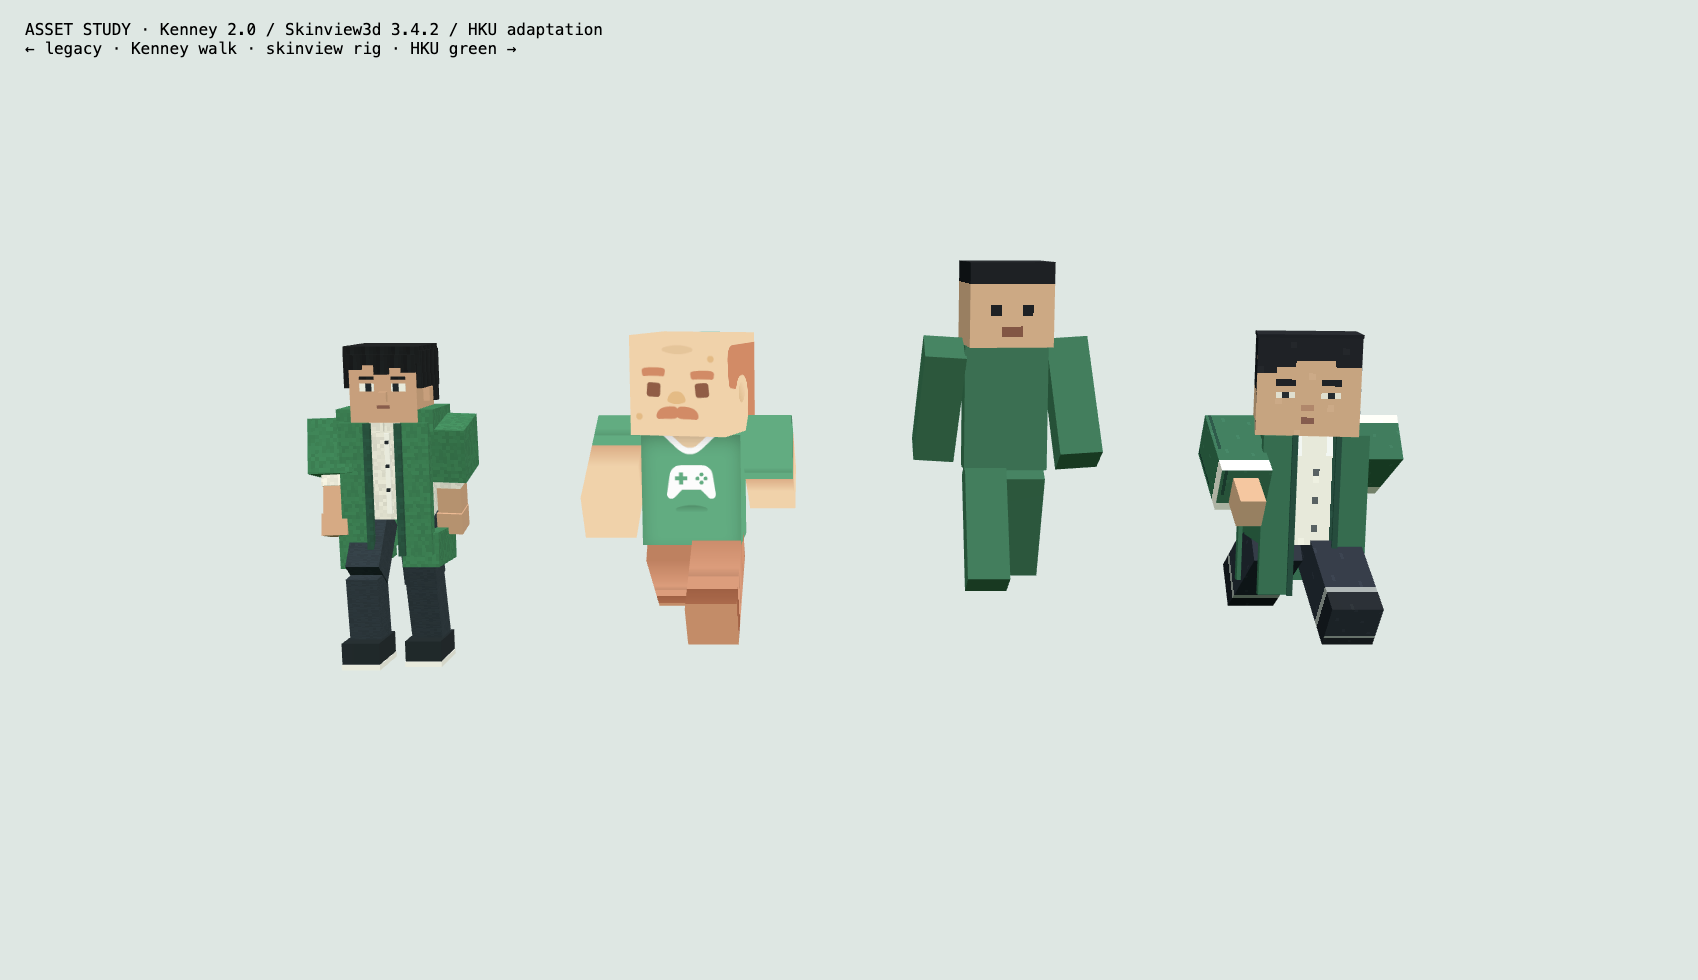 ASSET STUDY · Kenney 2.0 / Skinview3d 3.4.2 / HKU adaptation
← legacy · Kenney walk · skinview rig · HKU green →